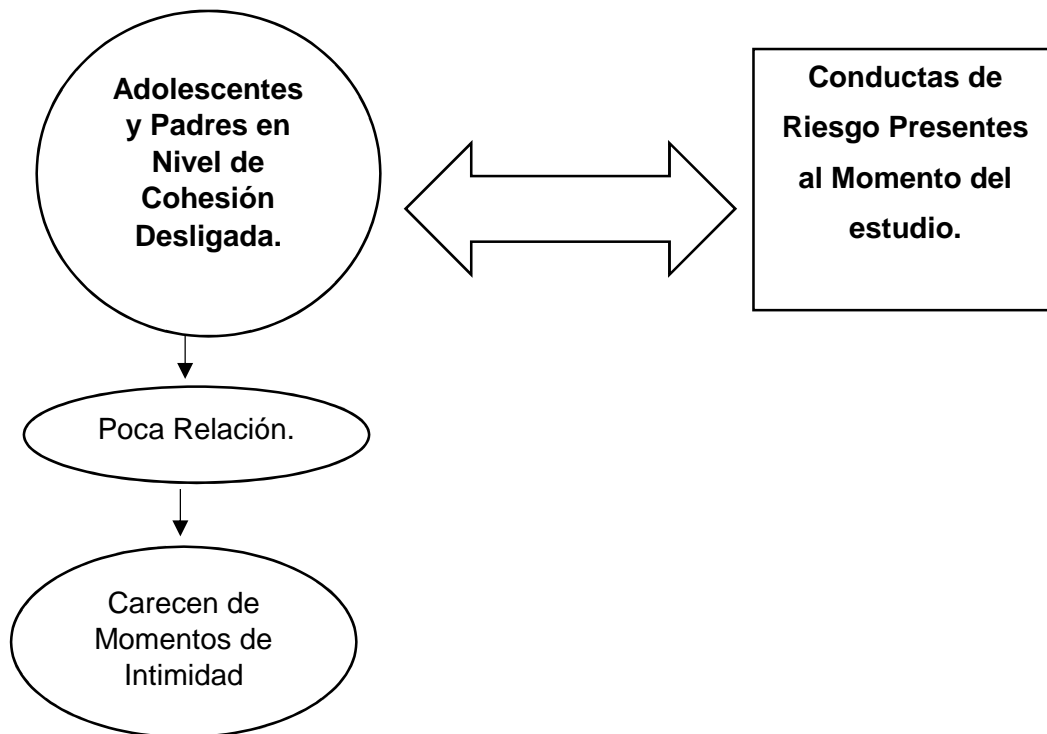 Adolescentes
y Padres en
Nivel de
Cohesión
Desligada.
Conductas de
Riesgo Presentes
al Momento del
estudio.
Poca Relación.
Carecen de
Momentos de
Intimidad